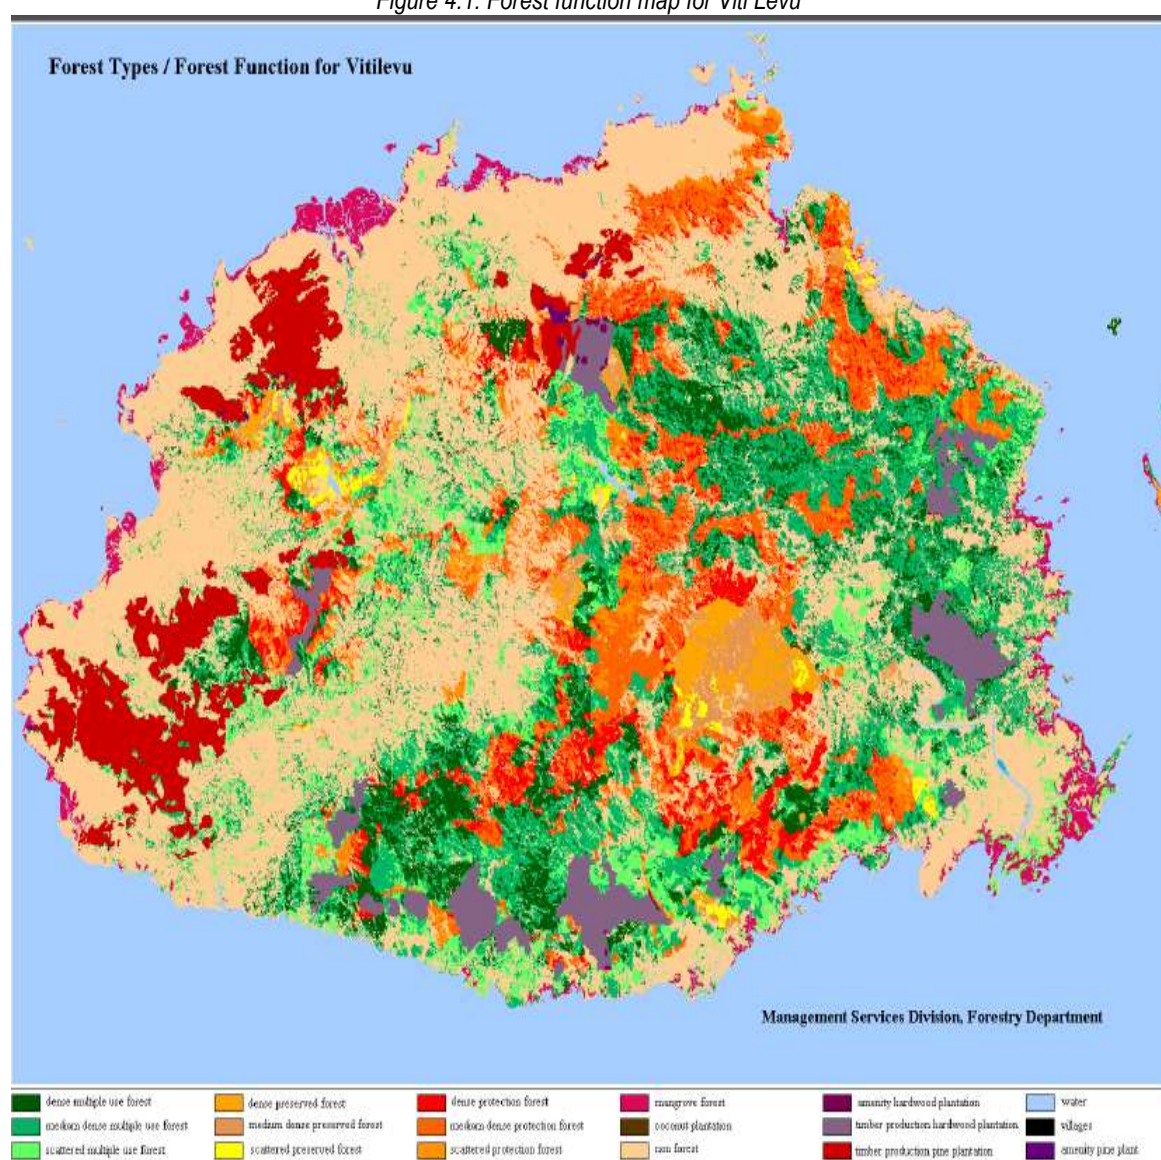 Figure 4.1: Forest function map for Viti Levu
Forest Types / Forest Function for Vitilevu
Management Services Division, Forestry Department
dense multiple use forest
medium dense multiple use forest
scattered multiple use forest
dense preserved forest
medium dense preserved forest
scattered preserved forest
dense protection forest
medium dense protection forest
scattered protection forest
mangrove forest
coconut plantation
non forest
amenity hardwood plantation
timber production hardwood plantation
timber production pine plantation
water
villages
amenity pine plant